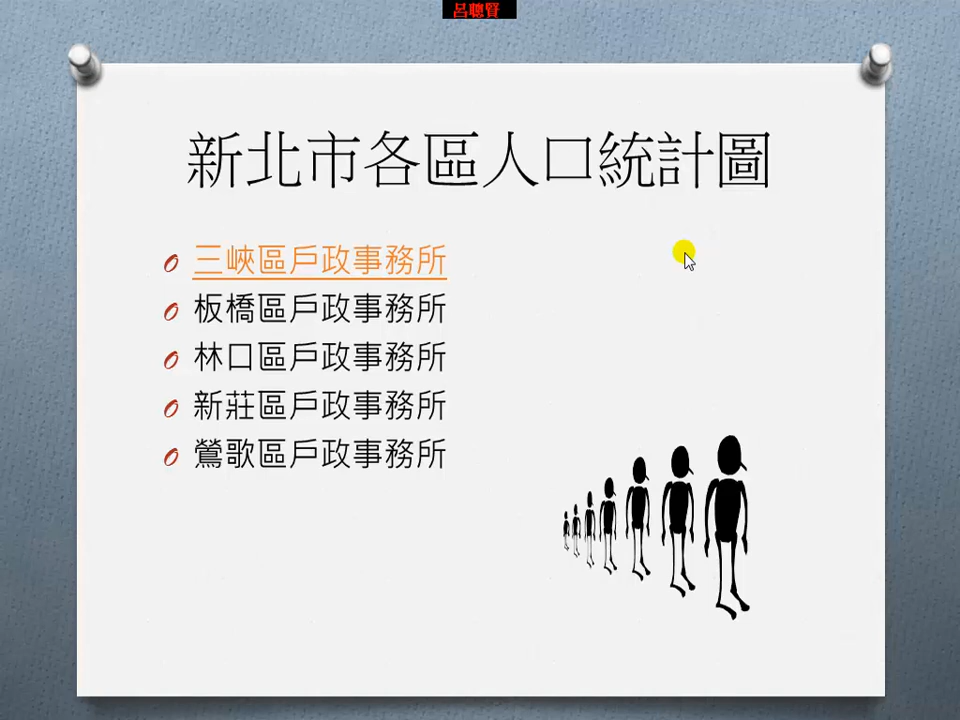 呂聰賢
新北市各區人口統計圖
三峽區戶政事務所
板橋區戶政事務所
林口區戶政事務所
新莊區戶政事務所
鶯歌區戶政事務所